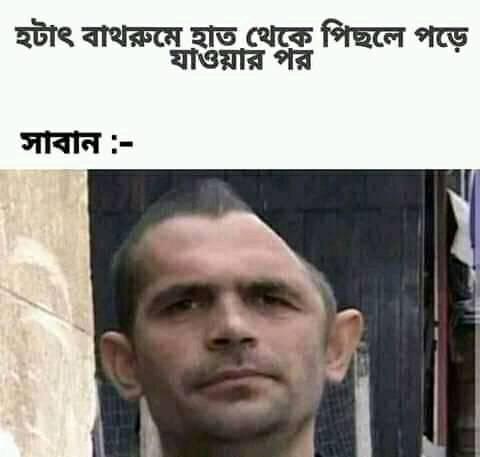 হটাৎ বাথরুমে হাত থেকে পিছলে পড়ে
যাওয়ার পর
সাবান :-